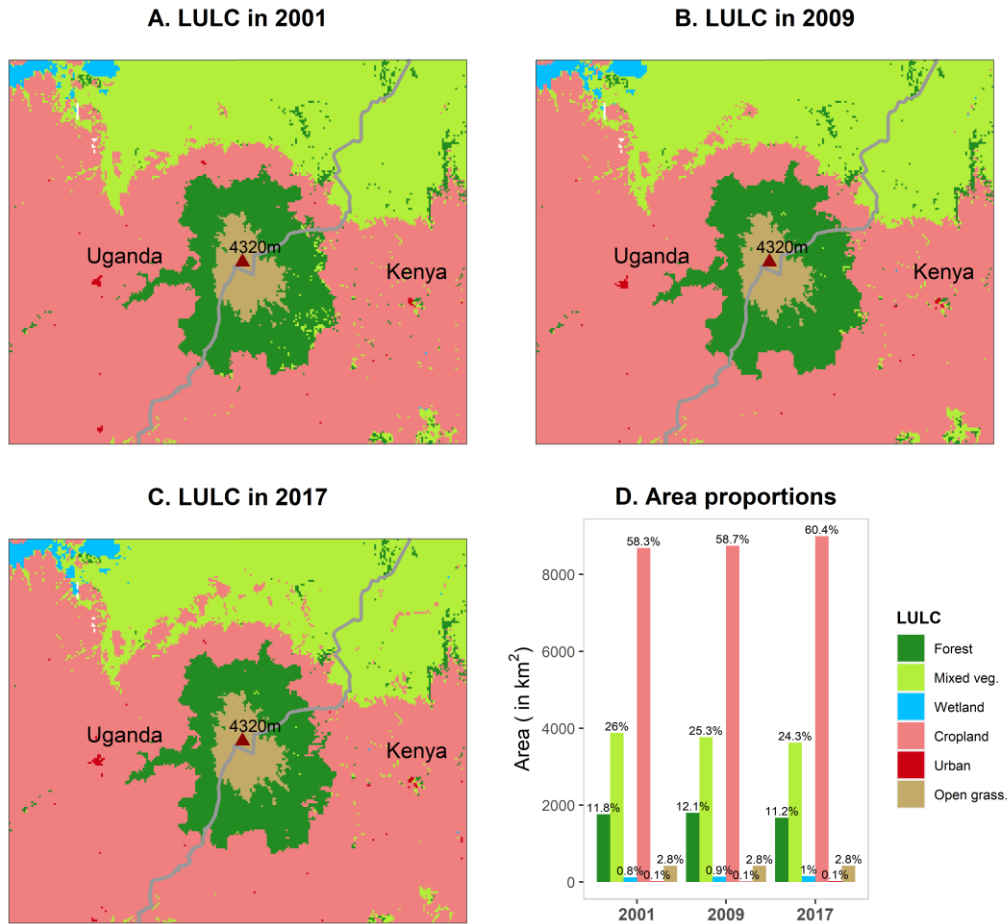 A. LULC in 2001
B. LULC in 2009
4320m
Uganda
Kenya
4320m
Uganda
Kenya
C. LULC in 2017
D. Area proportions
4320m
Uganda
Kenya
Area ( in km²)
8000
6000
4000
2000
0
58.3%
58.7%
60.4%
26%
25.3%
24.3%
11.8%
12.1%
11.2%
0.8%
0.1%
2.8%
0.9%
0.1%
2.8%
1%
0.1%
2.8%
2001
2009
2017
LULC
Forest
Mixed veg.
Wetland
Cropland
Urban
Open grass.